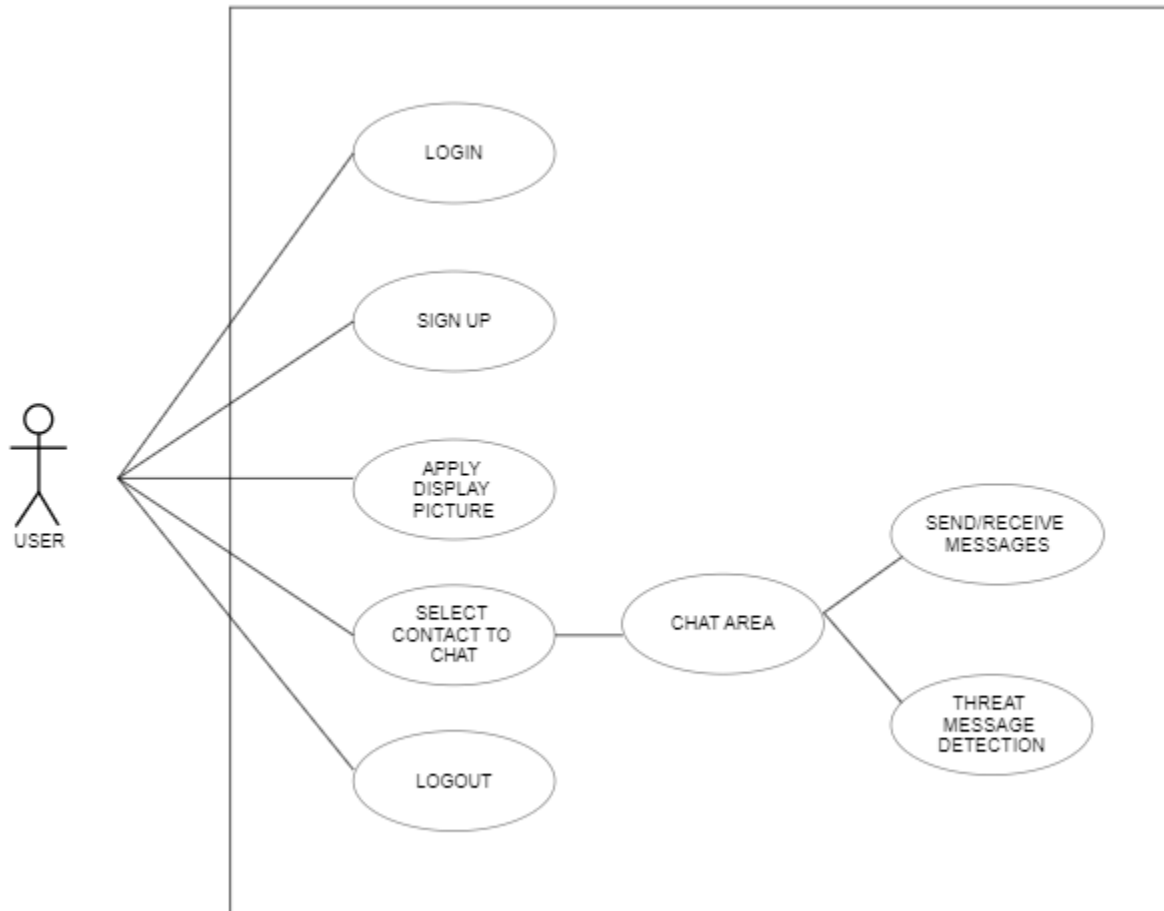 LOGIN
SIGN UP
APPLY
DISPLAY
PICTURE
USER
SELECT
CONTACT TO
CHAT
LOGOUT
CHAT AREA
SEND/RECEIVE
MESSAGES
THREAT
MESSAGE
DETECTION